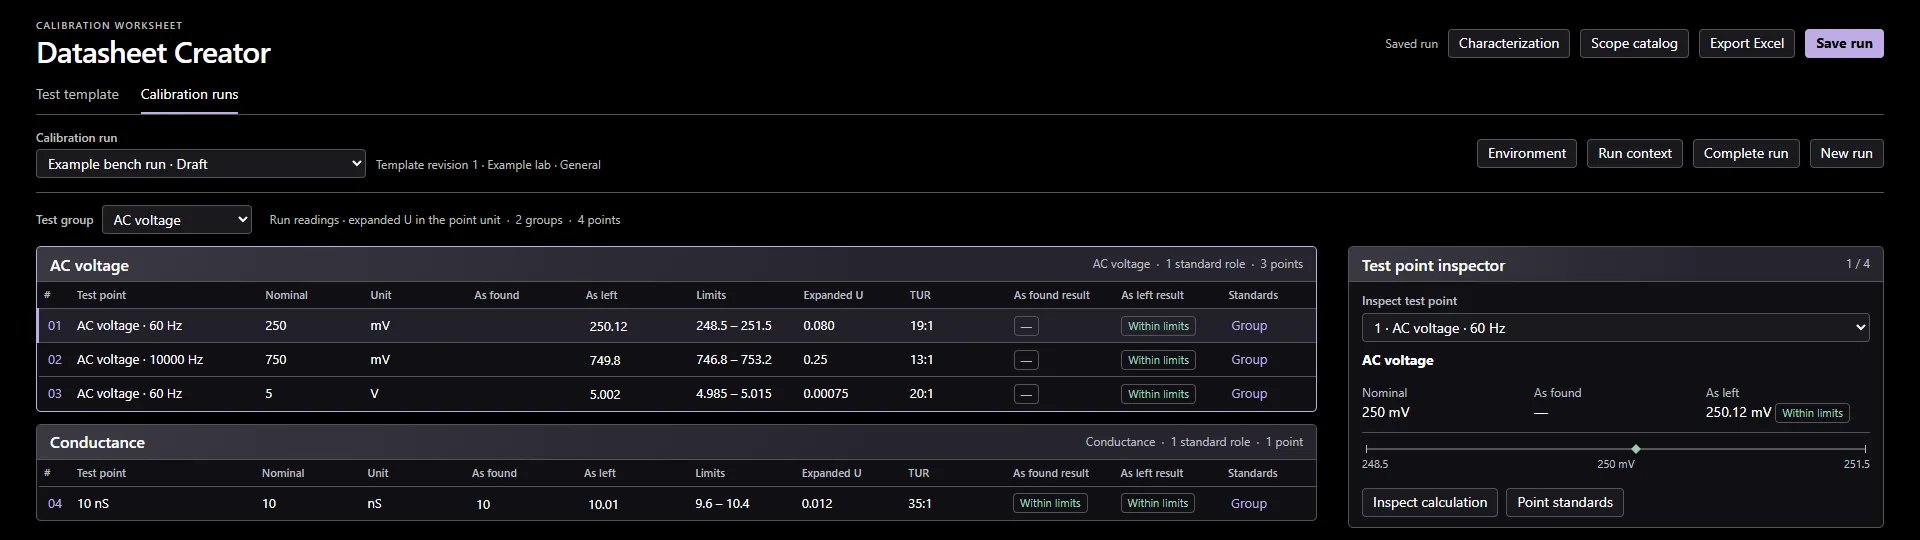 CALIBRATION WORKSHEET
Datasheet Creator
Saved run Characterization Scope catalog Export Excel Save run
Test template Calibration runs
Calibration run
Example bench run · Draft Template revision 1 · Example lab · General
Environment Run context Complete run New run
Test group AC voltage Run readings · expanded U in the point unit · 2 groups · 4 points
AC voltage AC voltage · 1 standard role · 3 points
# Test point Nominal Unit As found As left Limits Expanded U TUR As found result As left result Standards
01 AC voltage · 60 Hz 250 mV 250.12 248.5 – 251.5 0.080 19:1 — Within limits Group
02 AC voltage · 10000 Hz 750 mV 749.8 746.8 – 753.2 0.25 13:1 — Within limits Group
03 AC voltage · 60 Hz 5 V 5.002 4.985 – 5.015 0.00075 20:1 — Within limits Group
Conductance Conductance · 1 standard role · 1 point
# Test point Nominal Unit As found As left Limits Expanded U TUR As found result As left result Standards
04 10 nS 10 nS 10 10.01 9.6 – 10.4 0.012 35:1 Within limits Within limits Group
Test point inspector 1 / 4
Inspect test point
1 · AC voltage · 60 Hz
AC voltage
Nominal As found As left
250 mV — 250.12 mV Within limits
248.5 250 mV 251.5
Inspect calculation Point standards